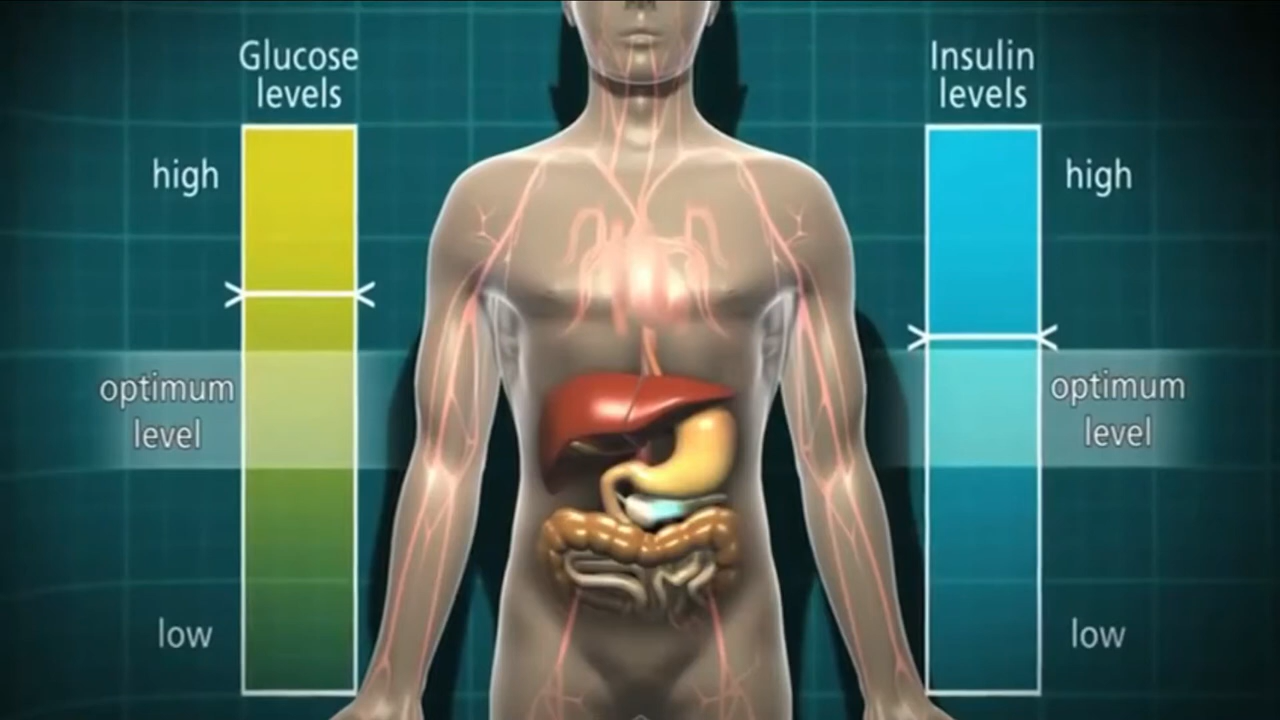 Glucose
levels
high
optimum
level
low
Insulin
levels
high
optimum
level
low